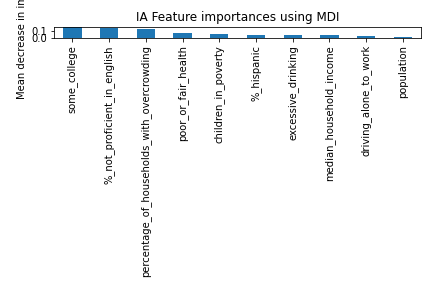 IA Feature importances using MDI
Mean decrease in
0.1
0.0
some_college
%_not_proficient_in_english
percentage_of_households_with_overcrowding
poor_or_fair_health
children_in_poverty
%_hispanic
excessive_drinking
median_household_income
driving_alone_to_work
population